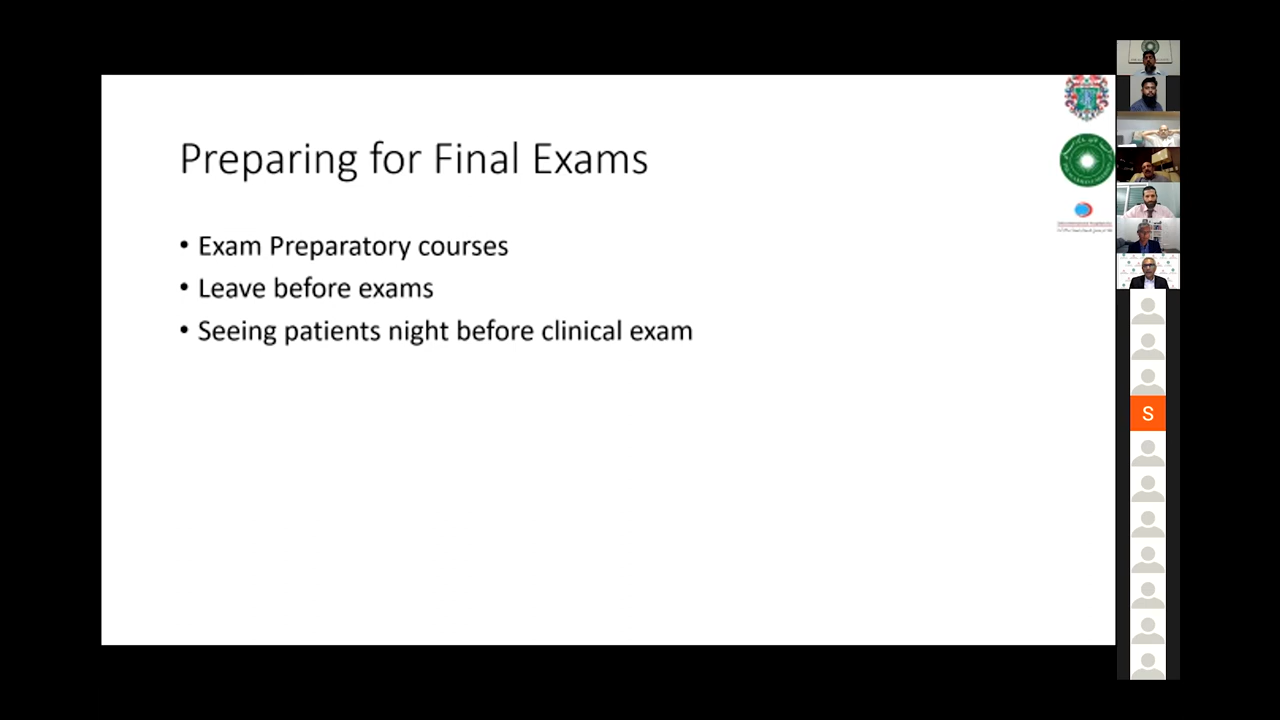 Preparing for Final Exams
• Exam Preparatory courses
• Leave before exams
• Seeing patients night before clinical exam
S